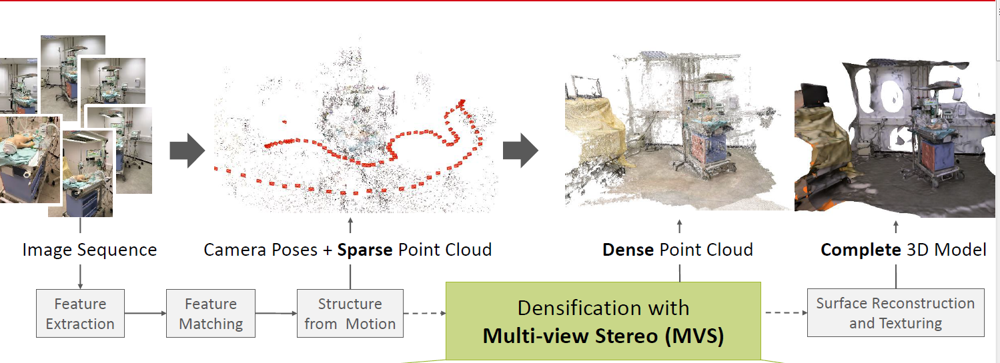 Image Sequence
Camera Poses + Sparse Point Cloud
Dense Point Cloud
Complete 3D Model
Feature
Extraction
Feature
Matching
Structure
from Motion
Densification with
Multi-view Stereo (MVS)
Surface Reconstruction
and Texturing